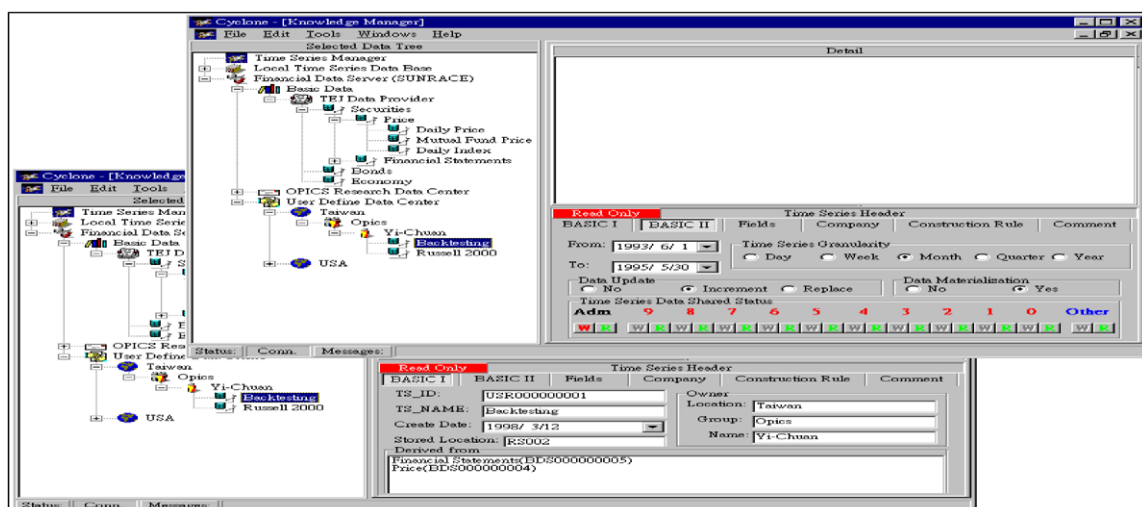 Cyclone - [Knowledge Manager]
File Edit Tools Windows Help
Selected Data Tree
Time Series Manager
Local Time Series Data Base
Financial Data Server (SUNRACE)
Basic Data
TEJ Data Provider
Securities
Price
Daily Price
Mutual Fund Price
Daily Index
Financial Statements
Bonds
Economy
OPICS Research Data Center
User Define Data Center
Taiwan
Opics
Yi-Chuan
Backtesting
Russell 2000
USA
Status: Conn. Messages:
Detail
Read Only Time Series Header
BASIC I BASIC II Fields Company Construction Rule Comment
From: 1993/ 6/ 1
To: 1995/ 5/30
Time Series Granularity
Day Week Month Quarter Year
Data Update
No Increment Replace
Data Materialization
No Yes
Time Series Data Shared Status
Adm 9 8 7 6 5 4 3 2 1 0 Other
W R W R W R W R W R W R W R W R W R W R W R W R
Cyclone - [Knowledge
File Edit Tools
Selected
Time Series Man
Local Time Serie
Financial Data Se
Basic Data
TEJ D
S
E
E
OPICS Res
User Define
Taiwan
Opics
Yi-Chuan
Backtesting
Russell 2000
USA
Status: Conn. Messages:
Read Only Time Series Header
BASIC I BASIC II Fields Company Construction Rule Comment
TS_ID: USR000000001
TS_NAME: Backtesting
Create Date: 1998/ 3/12
Stored Location: RS002
Owner
Location: Taiwan
Group: Opics
Name: Yi-Chuan
Derived from
Financial Statements(BDS000000005)
Price(BDS000000004)